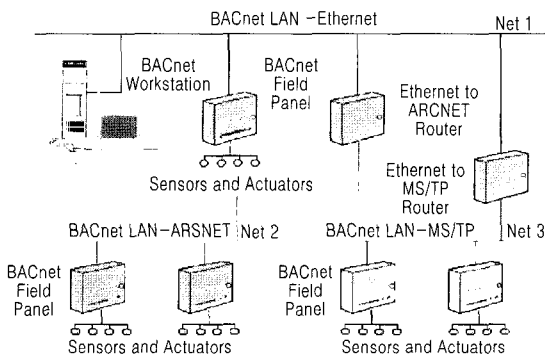 BACnet LAN -Ethernet
Net 1
BACnet
Workstation
BACnet
Field
Panel
Ethernet to
ARCNET
Router
Ethernet to
MS/TP
Router
Sensors and Actuators
BACnet LAN-ARSNET
Net 2
BACnet LAN-MS/TP
Net 3
BACnet
Field
Panel
BACnet
Field
Panel
Sensors and Actuators
Sensors and Actuators